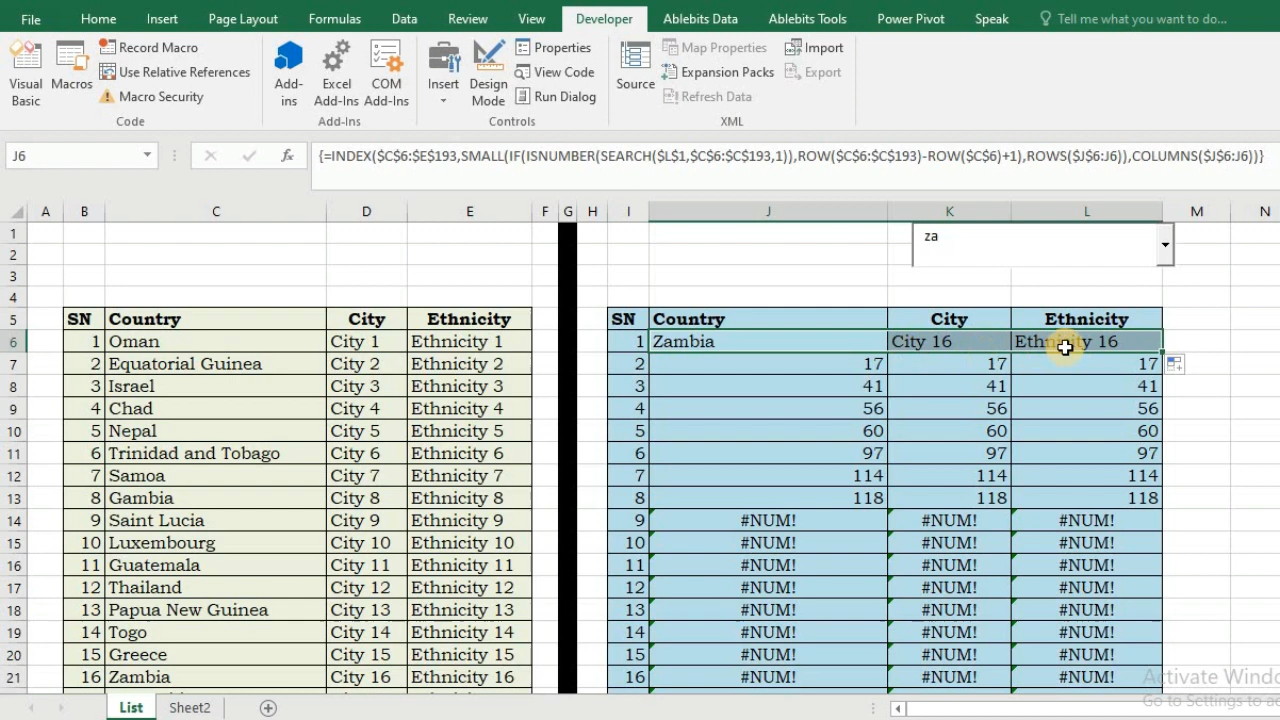 File Home Insert Page Layout Formulas Data Review View Developer Ablebits Data Ablebits Tools Power Pivot Speak Tell me what you want to do...
Visual Basic
Macros
Record Macro
Use Relative References
Macro Security
Code
Add-ins
Excel Add-Ins
COM Add-Ins
Add-Ins
Insert
Design Mode
Properties
View Code
Run Dialog
Controls
Source
Map Properties
Expansion Packs
Refresh Data
Import
Export
XML
J6 fx {=INDEX($C$6:$E$193,SMALL(IF(ISNUMBER(SEARCH($L$1,$C$6:$C$193,1)),ROW($C$6:$C$193)-ROW($C$6)+1),ROWS($J$6:J6)),COLUMNS($J$6:J6))}
A B C D E F G H I J K L M N
1 za
2
3
4
5 SN Country City Ethnicity SN Country City Ethnicity
6 1 Oman City 1 Ethnicity 1 1 Zambia City 16 Ethnicity 16
7 2 Equatorial Guinea City 2 Ethnicity 2 2 17 17 17
8 3 Israel City 3 Ethnicity 3 3 41 41 41
9 4 Chad City 4 Ethnicity 4 4 56 56 56
10 5 Nepal City 5 Ethnicity 5 5 60 60 60
11 6 Trinidad and Tobago City 6 Ethnicity 6 6 97 97 97
12 7 Samoa City 7 Ethnicity 7 7 114 114 114
13 8 Gambia City 8 Ethnicity 8 8 118 118 118
14 9 Saint Lucia City 9 Ethnicity 9 9 #NUM! #NUM! #NUM!
15 10 Luxembourg City 10 Ethnicity 10 10 #NUM! #NUM! #NUM!
16 11 Guatemala City 11 Ethnicity 11 11 #NUM! #NUM! #NUM!
17 12 Thailand City 12 Ethnicity 12 12 #NUM! #NUM! #NUM!
18 13 Papua New Guinea City 13 Ethnicity 13 13 #NUM! #NUM! #NUM!
19 14 Togo City 14 Ethnicity 14 14 #NUM! #NUM! #NUM!
20 15 Greece City 15 Ethnicity 15 15 #NUM! #NUM! #NUM!
21 16 Zambia City 16 Ethnicity 16 16 #NUM! #NUM! #NUM!
Activate Windo
Go to Settings to ac
List Sheet2